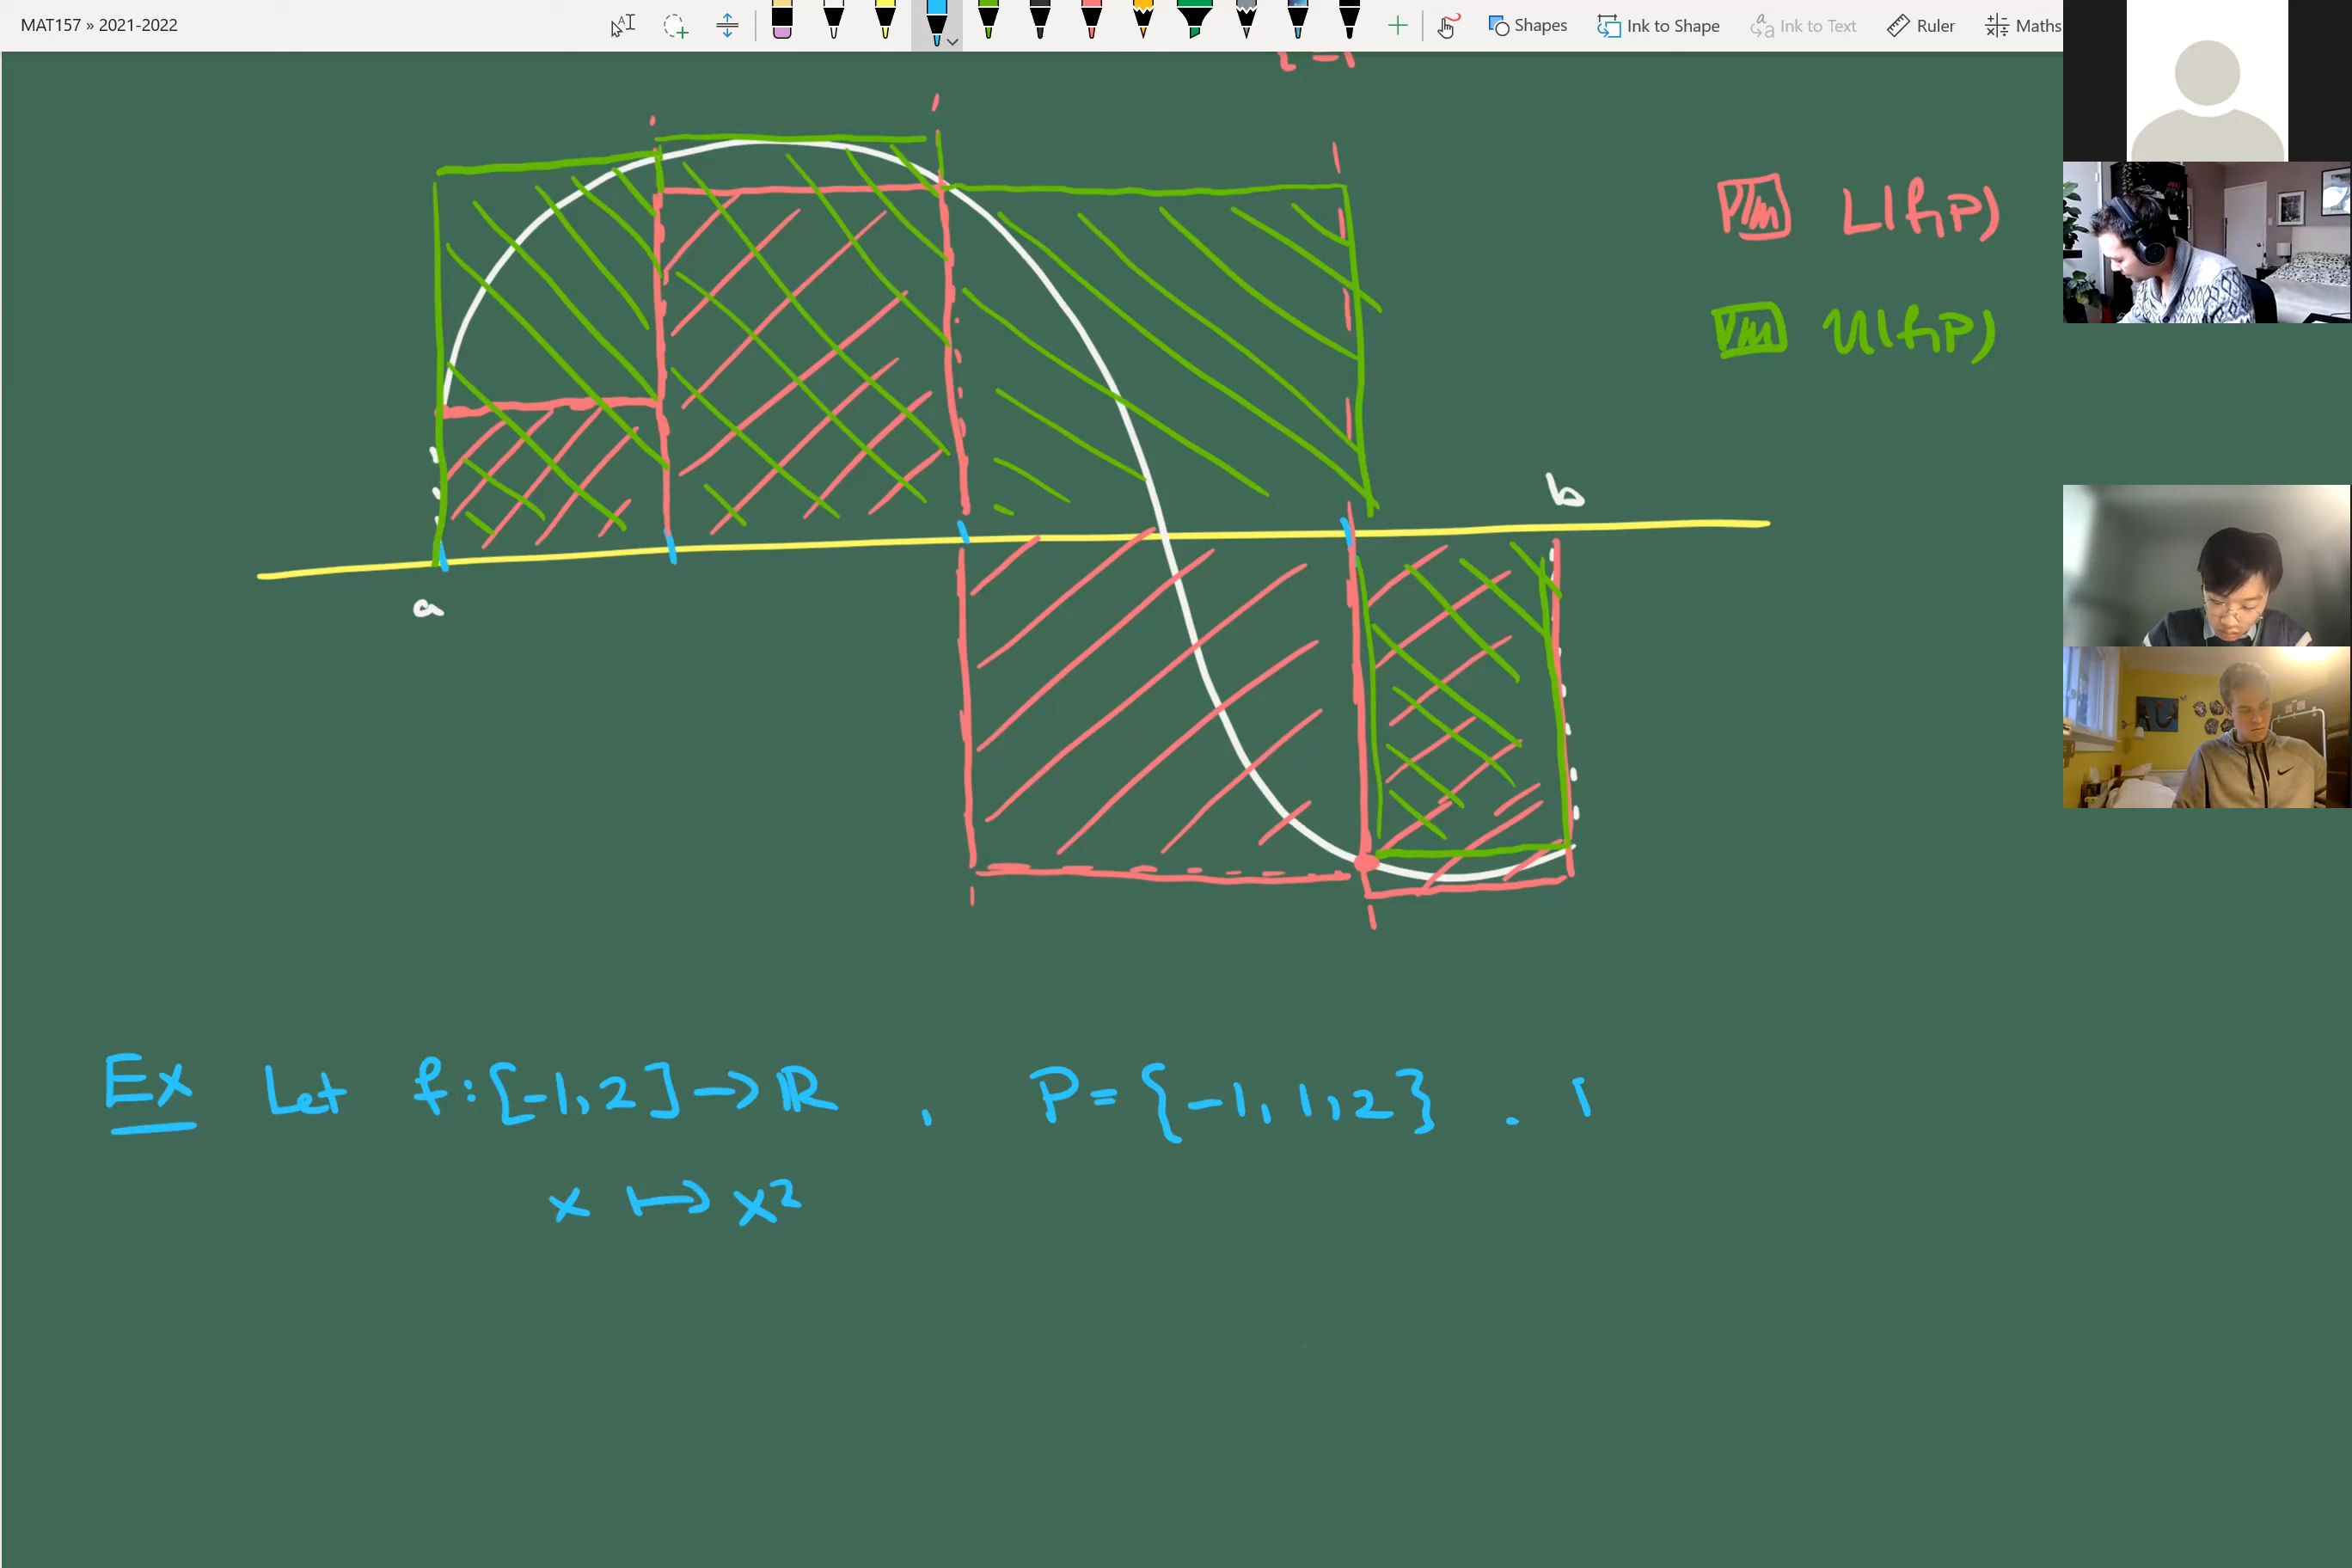 MAT157 » 2021-2022
Shapes
Ink to Shape
Ink to Text
Ruler
Maths
L(f,P)
U(f,P)
b
a
Ex Let f:[-1,2]→ℝ , P={-1,1,2} .
x ↦ x²